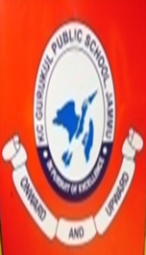 KC GURUKUL PUBLIC SCHOOL JAMMU
IN PURSUIT OF EXCELLENCE
ONWARD
AND
UPWARD